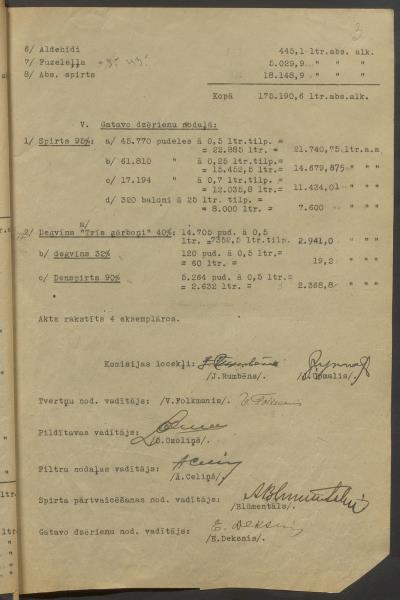 6/ Aldehīdi 445,1 ltr.abs. alk.
7/ Fuzeleļļa 5.029,9 " " "
8/ Abs. spirts 18.148,9 " " "
Kopā 175.190,6 ltr.abs.alk.
V. Gatavo dzērienu nodaļā:
1/ Spirts 95%: a/ 45.770 pudeles á 0,5 ltr.tilp. =
= 22.885 ltr. = 21.740,75 ltr.a.a
b/ 61.810 " á 0,25 ltr.tilp. =
= 15.452,5 ltr.= 14.679,875 " " "
c/ 17.194 " á 0,7 ltr.tilp. =
= 12.035,8 ltr.= 11.434,01 " " "
d/ 320 baloni á 25 ltr. tilp. =
= 8.000 ltr. = 7.600 " " "
a/
2/ Degvīns "Trīs gārboņi" 40%: 14.705 pud. á 0,5
ltr. =7352,5 ltr.tilp. 2.941,0 " " "
b/ degvīns 32% 120 pud. á 0,5 ltr.=
= 60 ltr. = 19,2 " " "
c/ Denspirts 90% 5.264 pud. á 0,5 ltr.=
= 2.632 ltr. = 2.368,8 " " "
Akts rakstīts 4 eksemplāros.
Komisijas locekļi:
/J.Rumbēns/. /Upmalis/.
Tvertņu nod. vadītājs: /V.Folkmanis/. V. Folkmanis
Pildītavas vadītājs:
/Ozoliņš/.
Filtru nodaļas vadītājs:
/A.Celiņš/.
Spirta pārtvaicēšanas nod. vadītājs:
/Blūmentāls/.
Gatavo dzērienu nod. vadītājs: E. Deksnis
/E.Deksnis/.